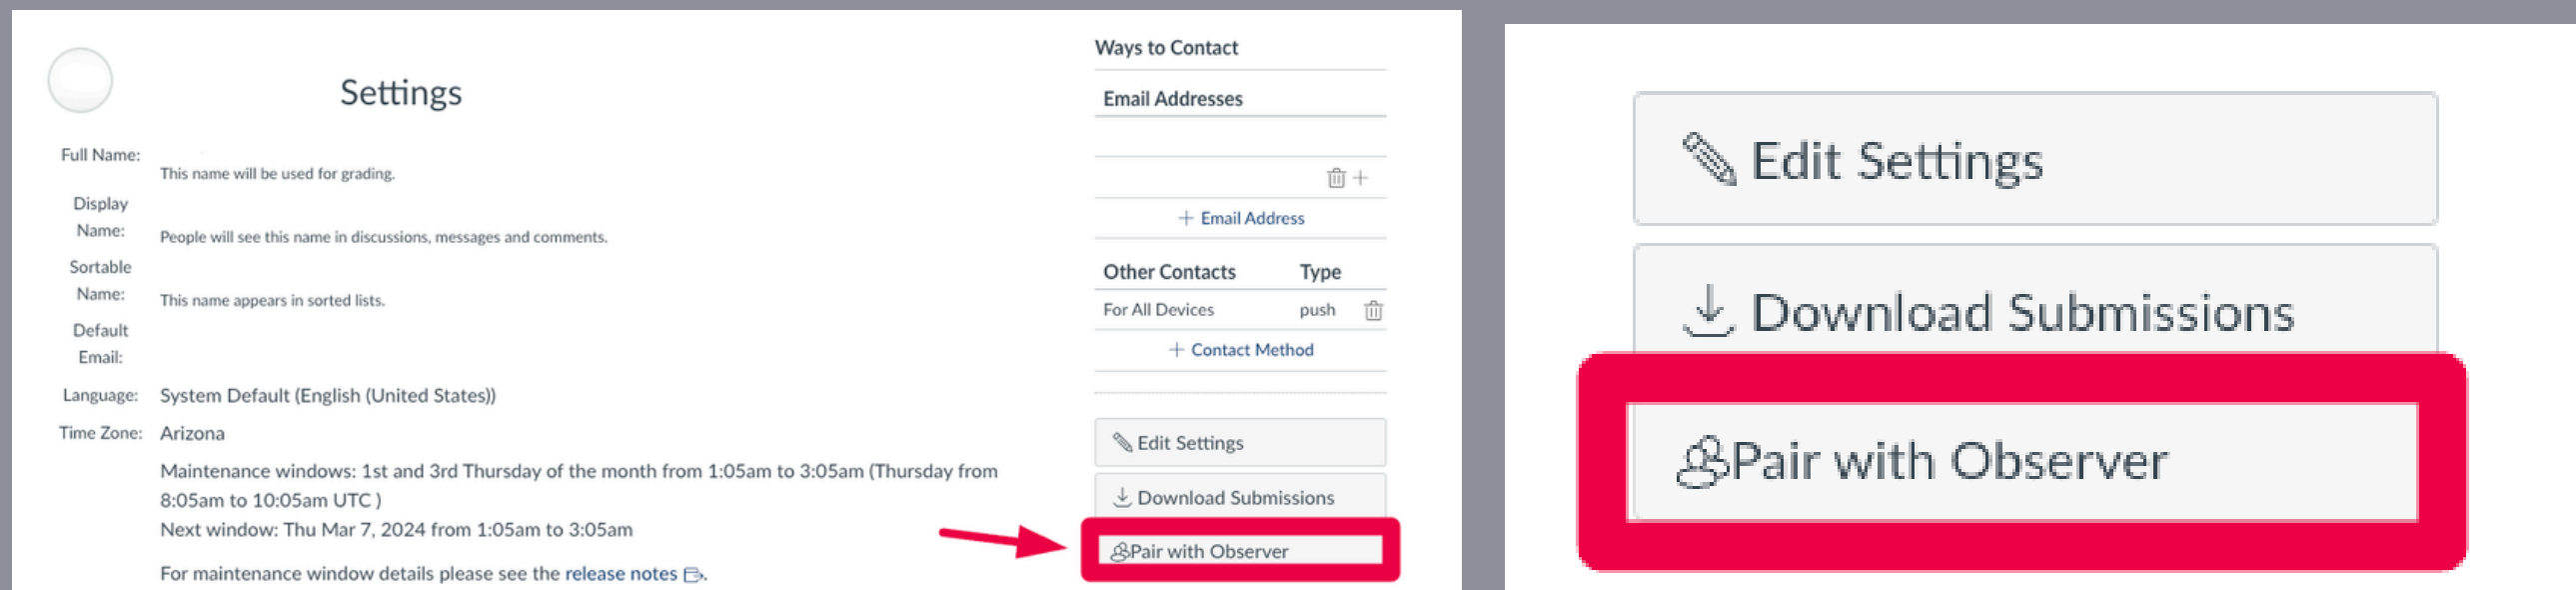 Settings
Full Name:
This name will be used for grading.
Display
Name:
People will see this name in discussions, messages and comments.
Sortable
Name:
This name appears in sorted lists.
Default
Email:
Language: System Default (English (United States))
Time Zone: Arizona
Maintenance windows: 1st and 3rd Thursday of the month from 1:05am to 3:05am (Thursday from
8:05am to 10:05am UTC )
Next window: Thu Mar 7, 2024 from 1:05am to 3:05am
For maintenance window details please see the release notes.
Ways to Contact
Email Addresses
+ Email Address
Other Contacts Type
For All Devices push
+ Contact Method
Edit Settings
Download Submissions
Pair with Observer
Edit Settings
Download Submissions
Pair with Observer